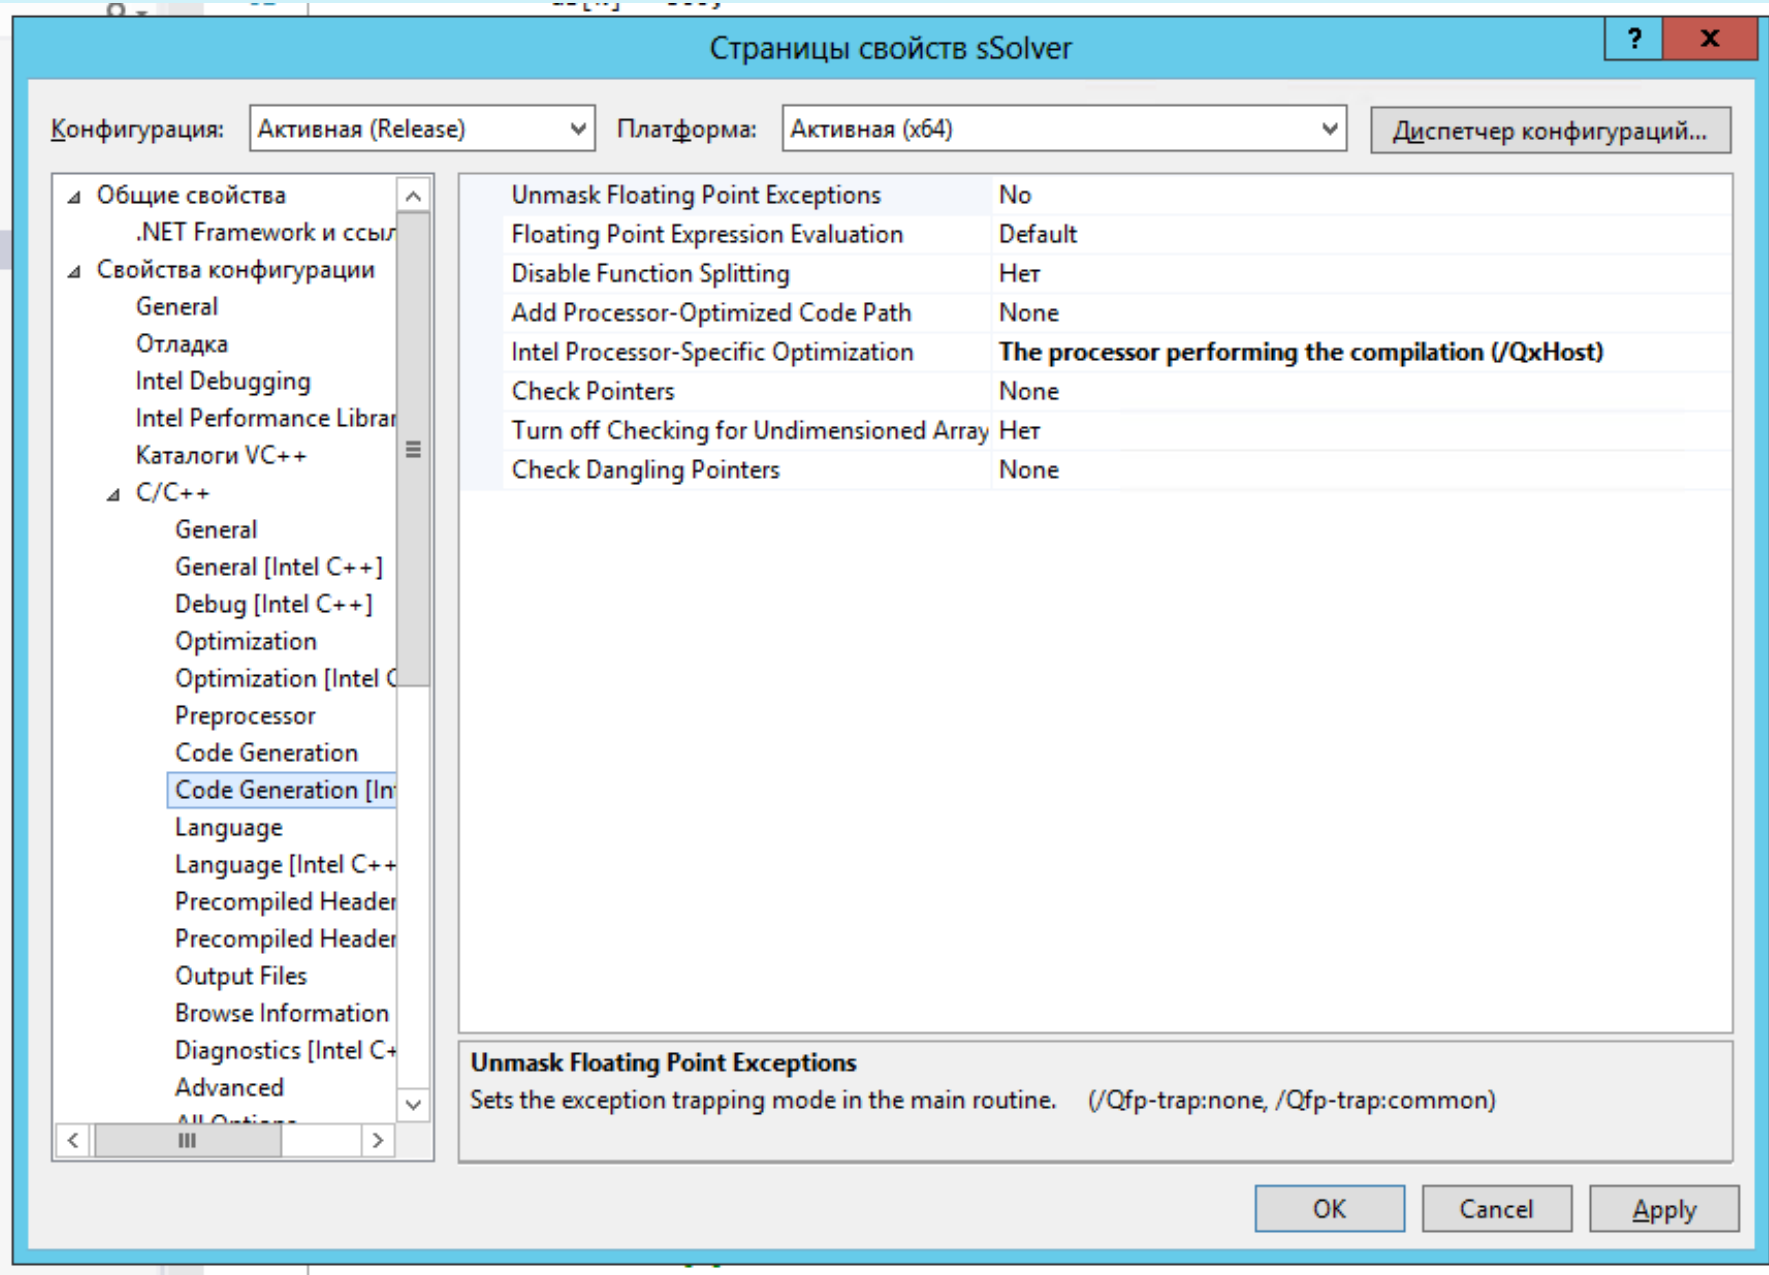 Страницы свойств sSolver
?
x
Конфигурация:
Активная (Release)
Платформа:
Активная (x64)
Диспетчер конфигураций...
Общие свойства
.NET Framework и ссыл
Свойства конфигурации
General
Отладка
Intel Debugging
Intel Performance Librar
Каталоги VC++
C/C++
General
General [Intel C++]
Debug [Intel C++]
Optimization
Optimization [Intel C
Preprocessor
Code Generation
Code Generation [Int
Language
Language [Intel C++
Precompiled Header
Precompiled Header
Output Files
Browse Information
Diagnostics [Intel C+
Advanced
All Options
Unmask Floating Point Exceptions No
Floating Point Expression Evaluation Default
Disable Function Splitting Нет
Add Processor-Optimized Code Path None
Intel Processor-Specific Optimization The processor performing the compilation (/QxHost)
Check Pointers None
Turn off Checking for Undimensioned Array Нет
Check Dangling Pointers None
Unmask Floating Point Exceptions
Sets the exception trapping mode in the main routine. (/Qfp-trap:none, /Qfp-trap:common)
OK
Cancel
Apply